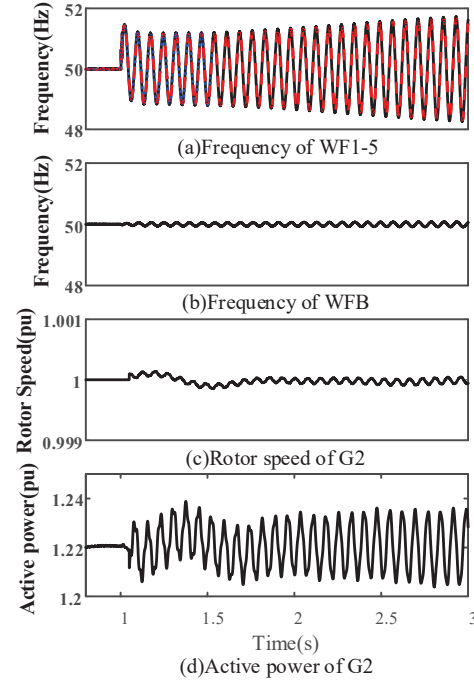 52
50
48
Frequency(Hz)
(a)Frequency of WF1-5
52
50
48
Frequency(Hz)
(b)Frequency of WFB
1.001
1
0.999
Rotor Speed(pu)
(c)Rotor speed of G2
1.24
1.22
1.2
Active power(pu)
1 1.5 2 2.5 3
Time(s)
(d)Active power of G2